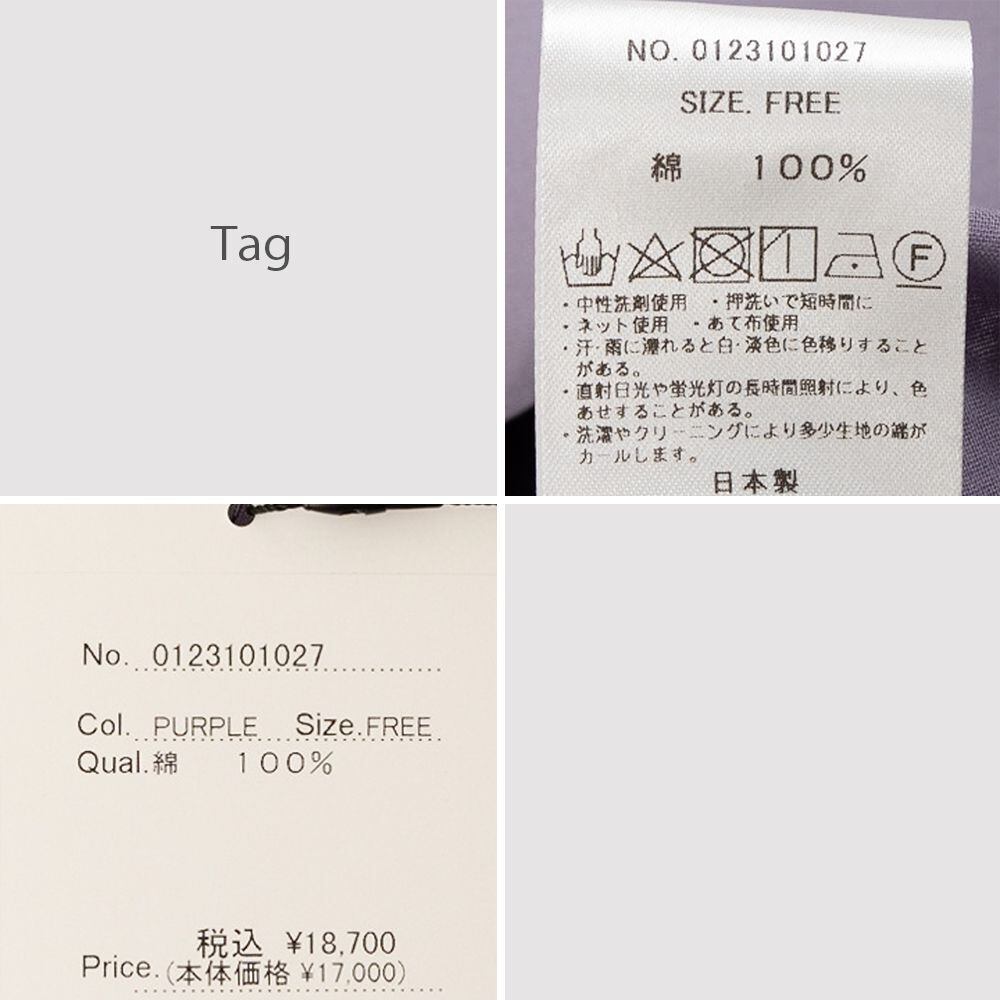 Tag
NO. 0123101027
SIZE. FREE
綿 100%
F
・中性洗剤使用 ・押洗いで短時間に
・ネット使用 ・あて布使用
・汗・雨に濡れると白・淡色に色移りすること
がある。
・直射日光や蛍光灯の長時間照射により、色
あせすることがある。
・洗濯やクリーニングにより多少生地の端が
カールします。
日本製
No. 0123101027
Col. PURPLE Size. FREE
Qual. 綿 100%
税込 ¥18,700
Price. (本体価格 ¥17,000)